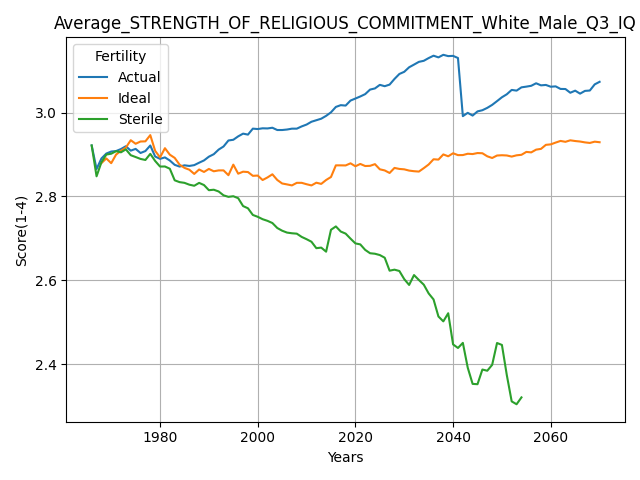 Average_STRENGTH_OF_RELIGIOUS_COMMITMENT_White_Male_Q3_IQ
Fertility
Actual
Ideal
Sterile
Score(1-4)
3.0
2.8
2.6
2.4
1980 2000 2020 2040 2060
Years